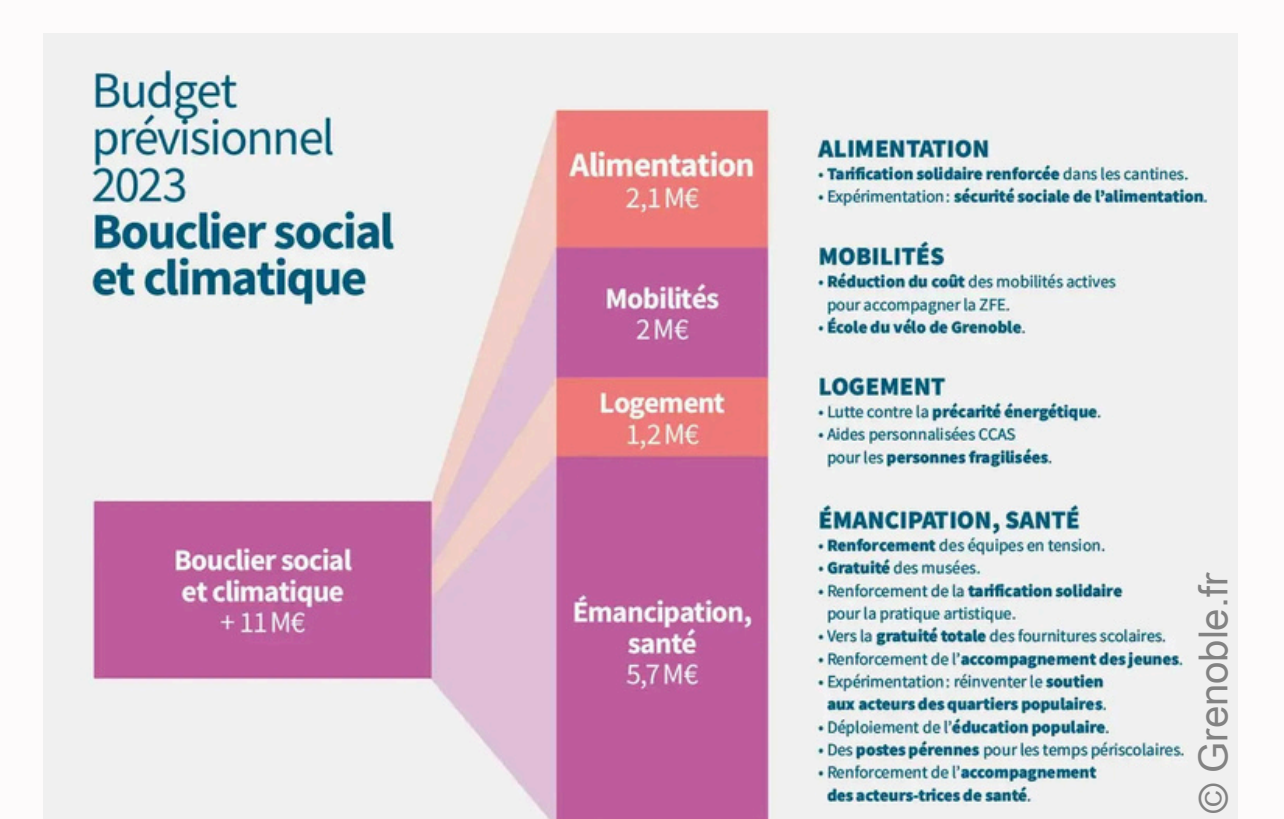 Budget
prévisionnel
2023
Bouclier social
et climatique
Bouclier social
et climatique
+ 11 M€
Alimentation
2,1 M€
Mobilités
2 M€
Logement
1,2 M€
Émancipation,
santé
5,7 M€
ALIMENTATION
• Tarification solidaire renforcée dans les cantines.
• Expérimentation : sécurité sociale de l'alimentation.
MOBILITÉS
• Réduction du coût des mobilités actives
pour accompagner la ZFE.
• École du vélo de Grenoble.
LOGEMENT
• Lutte contre la précarité énergétique.
• Aides personnalisées CCAS
pour les personnes fragilisées.
ÉMANCIPATION, SANTÉ
• Renforcement des équipes en tension.
• Gratuité des musées.
• Renforcement de la tarification solidaire
pour la pratique artistique.
• Vers la gratuité totale des fournitures scolaires.
• Renforcement de l'accompagnement des jeunes.
• Expérimentation : réinventer le soutien
aux acteurs des quartiers populaires.
• Déploiement de l'éducation populaire.
• Des postes pérennes pour les temps périscolaires.
• Renforcement de l'accompagnement
des acteurs-trices de santé.
© Grenoble.fr